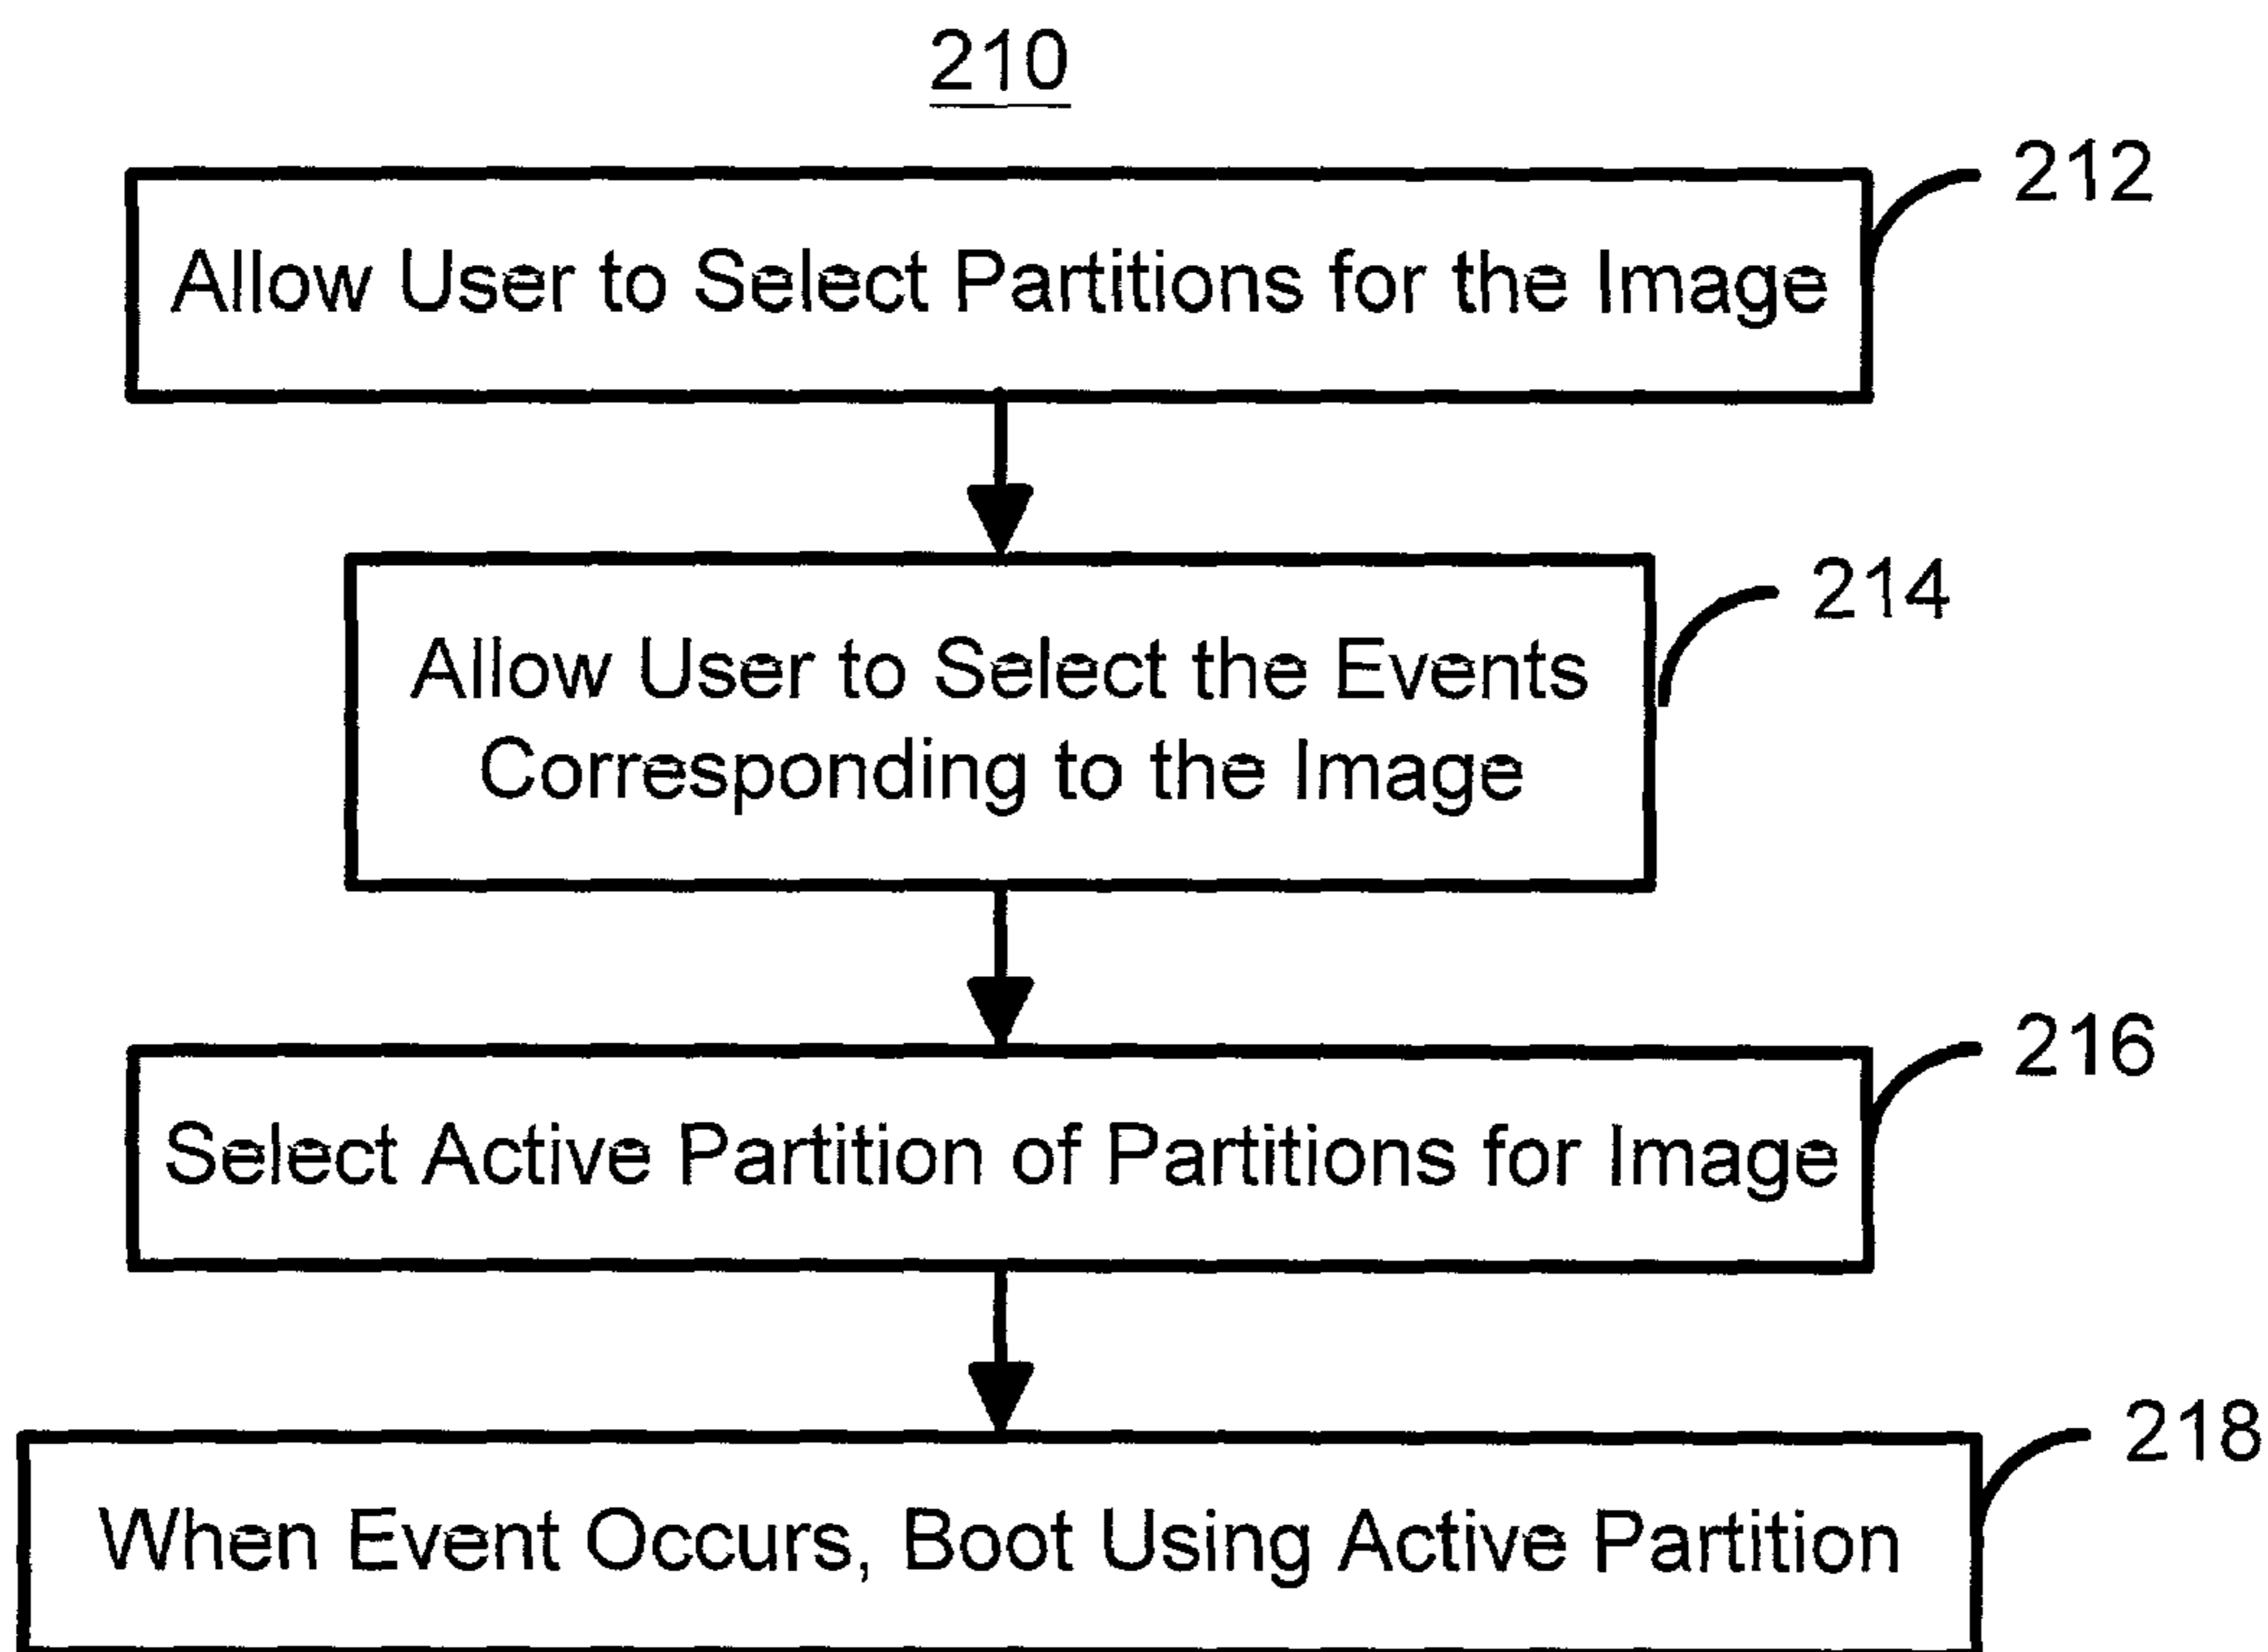 210
212
Allow User to Select Partitions for the Image
214
Allow User to Select the Events
Corresponding to the Image
216
Select Active Partition of Partitions for Image
218
When Event Occurs, Boot Using Active Partition